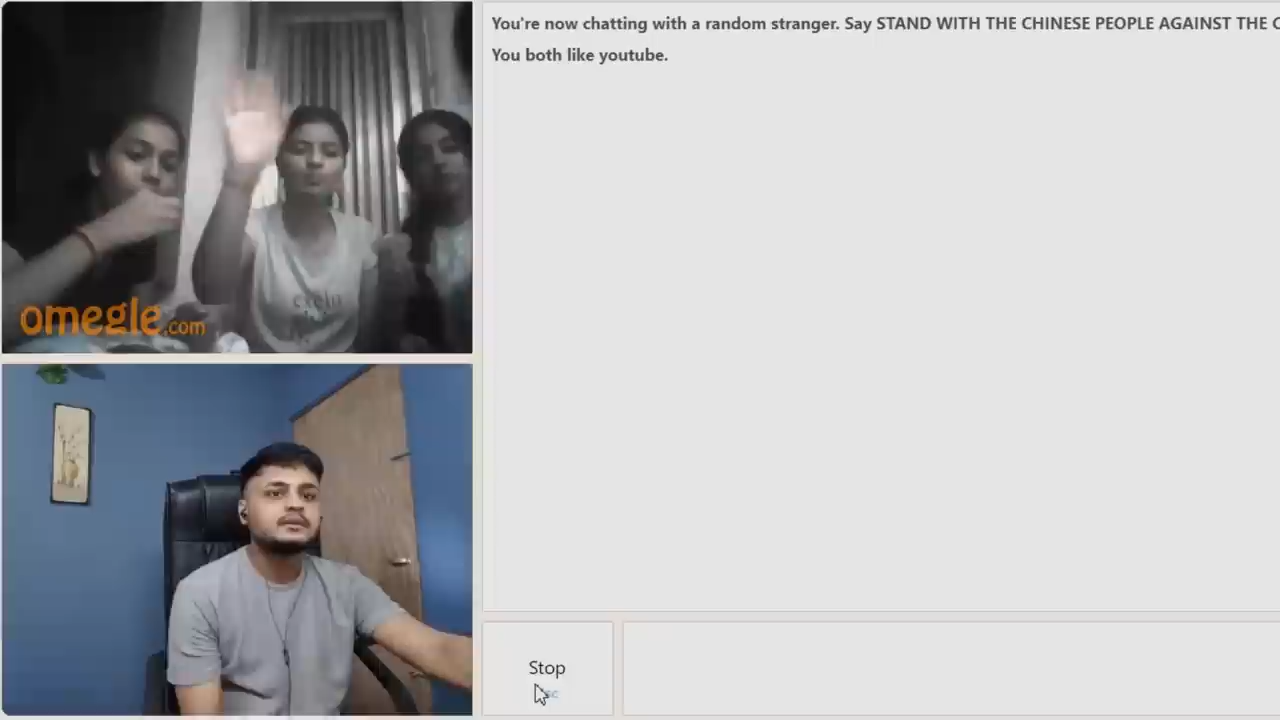 You're now chatting with a random stranger. Say STAND WITH THE CHINESE PEOPLE AGAINST THE
You both like youtube.
omegle.com
Stop